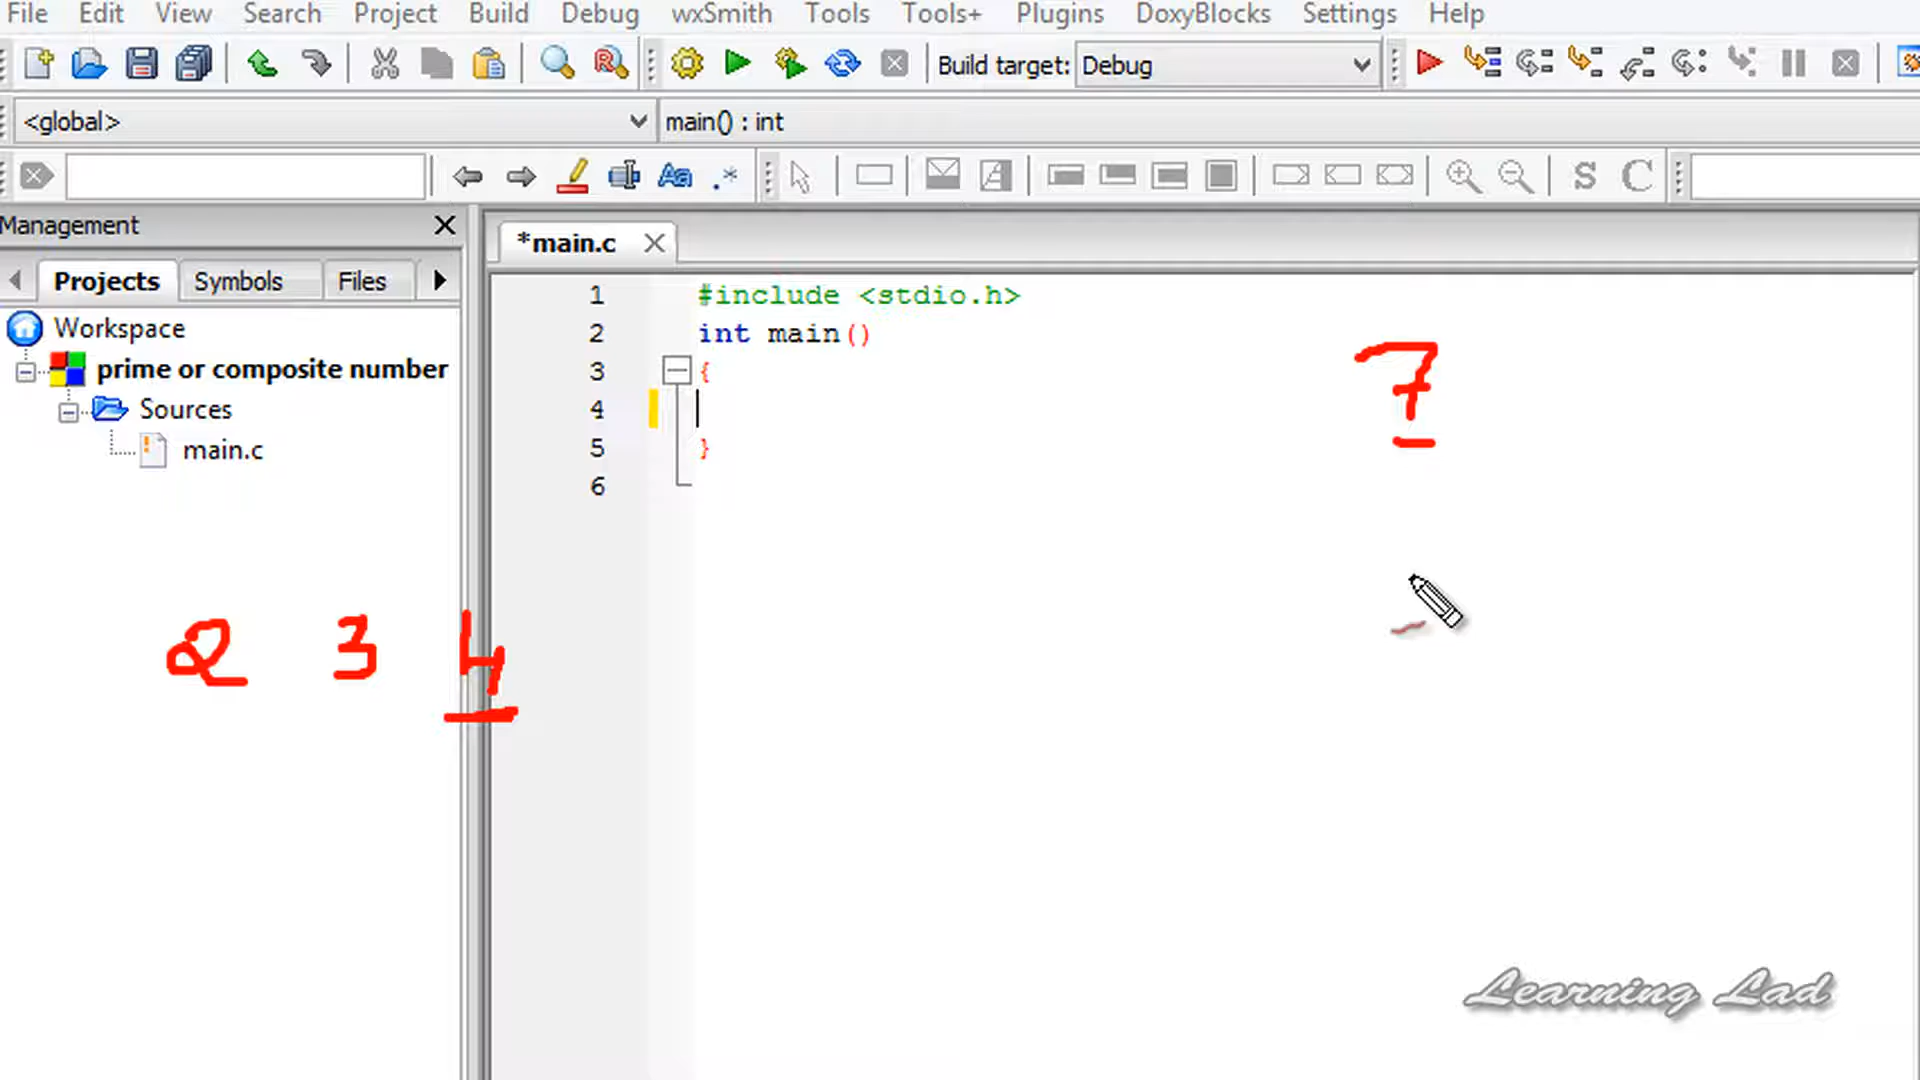 File Edit View Search Project Build Debug wxSmith Tools Tools+ Plugins DoxyBlocks Settings Help
Build target: Debug
<global> main() : int
Management
*main.c
Projects Symbols Files
Workspace
prime or composite number
Sources
main.c
1 #include <stdio.h>
2 int main()
3 {
4
5 }
6
7
2 3 4
Learning Lad